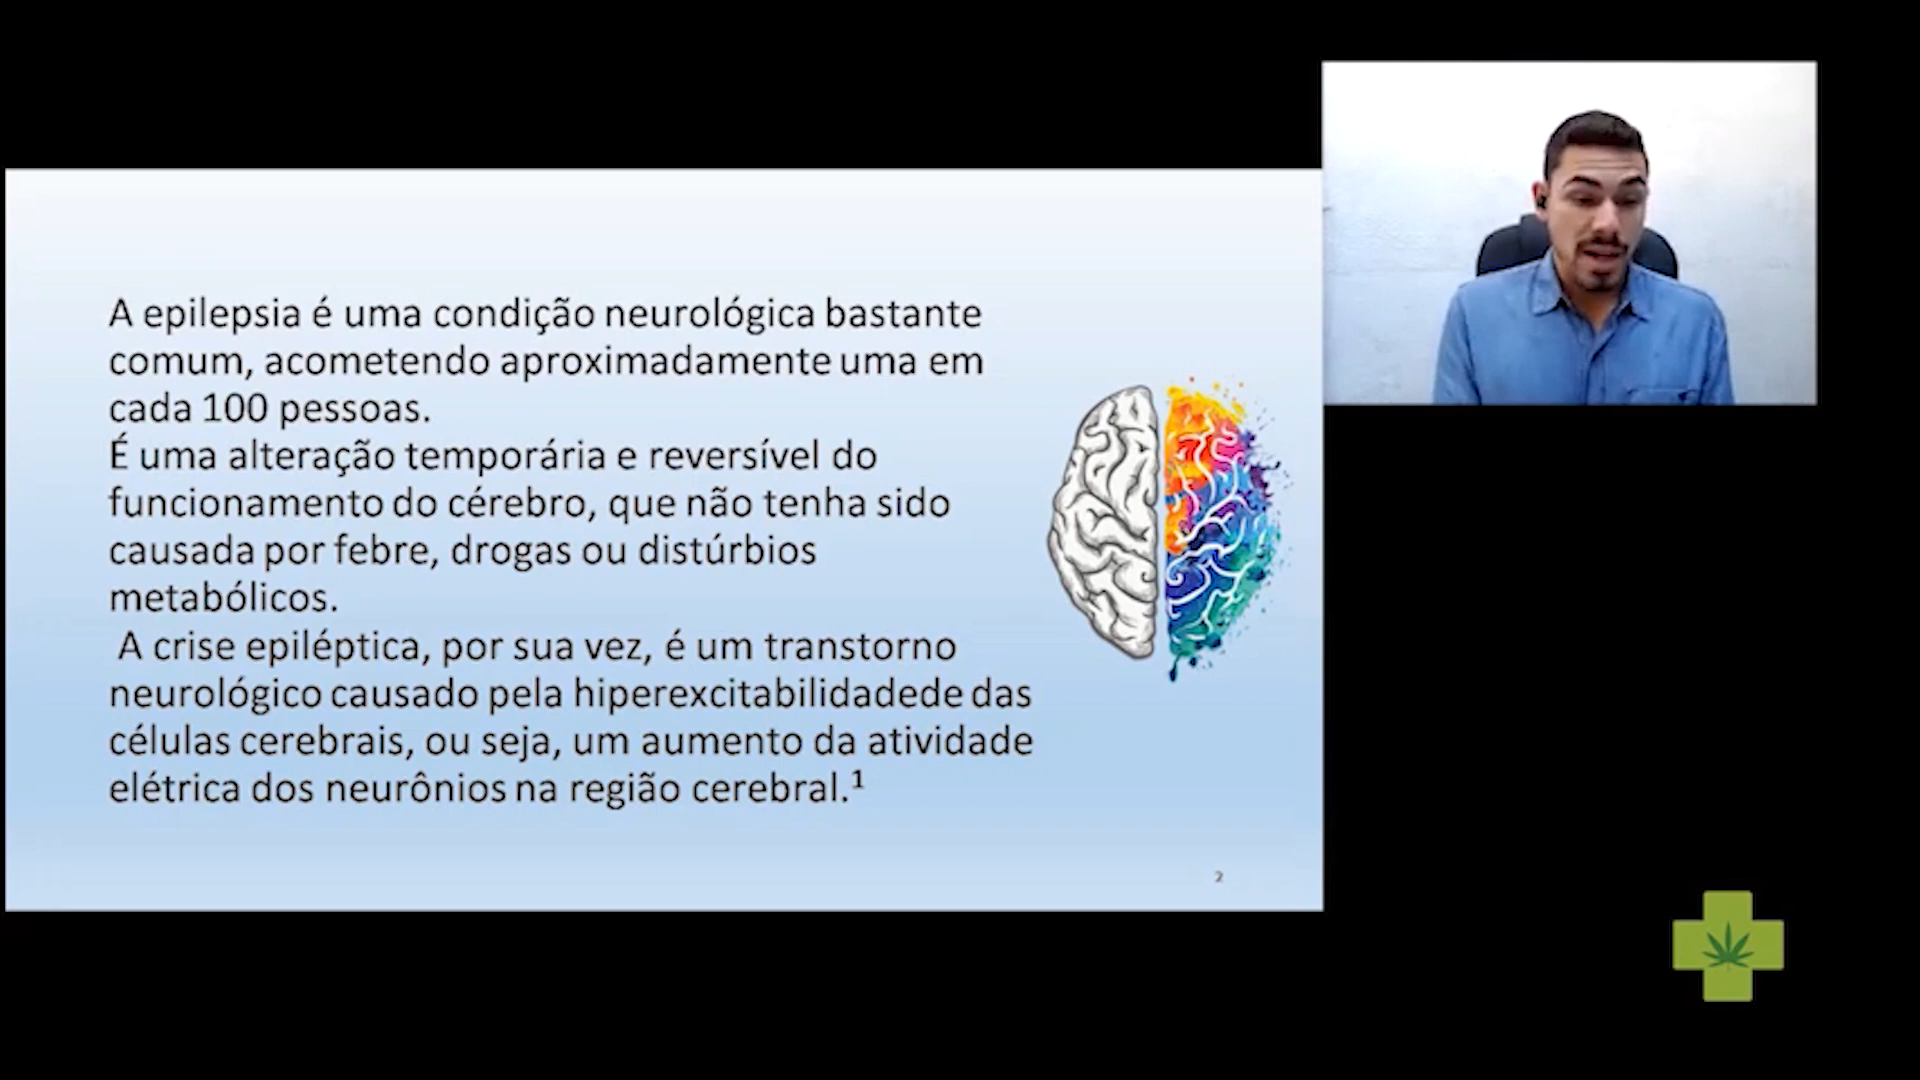 A epilepsia é uma condição neurológica bastante
comum, acometendo aproximadamente uma em
cada 100 pessoas.
É uma alteração temporária e reversível do
funcionamento do cérebro, que não tenha sido
causada por febre, drogas ou distúrbios
metabólicos.
A crise epiléptica, por sua vez, é um transtorno
neurológico causado pela hiperexcitabilidadede das
células cerebrais, ou seja, um aumento da atividade
elétrica dos neurônios na região cerebral.¹
2